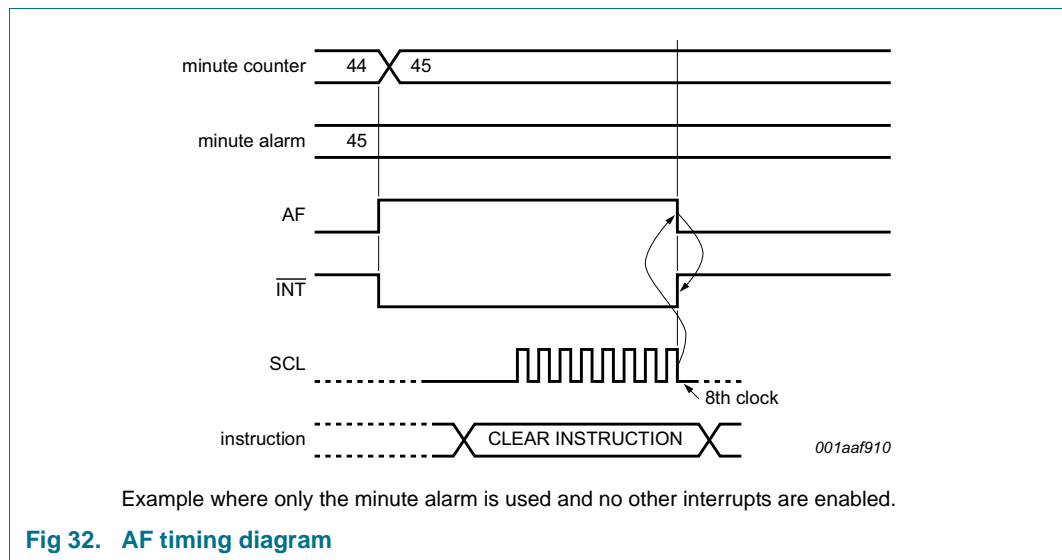 minute counter 44 45
minute alarm 45
AF
INT
SCL
8th clock
instruction CLEAR INSTRUCTION
001aaf910
Example where only the minute alarm is used and no other interrupts are enabled.
Fig 32. AF timing diagram